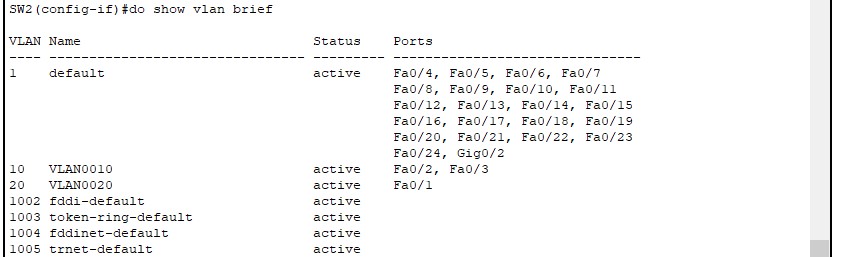 SW2(config-if)#do show vlan brief
VLAN Name                             Status    Ports
---- -------------------------------- --------- -------------------------------
1    default                          active    Fa0/4, Fa0/5, Fa0/6, Fa0/7
                                                Fa0/8, Fa0/9, Fa0/10, Fa0/11
                                                Fa0/12, Fa0/13, Fa0/14, Fa0/15
                                                Fa0/16, Fa0/17, Fa0/18, Fa0/19
                                                Fa0/20, Fa0/21, Fa0/22, Fa0/23
                                                Fa0/24, Gig0/2
10   VLAN0010                         active    Fa0/2, Fa0/3
20   VLAN0020                         active    Fa0/1
1002 fddi-default                     active
1003 token-ring-default               active
1004 fddinet-default                  active
1005 trnet-default                    active